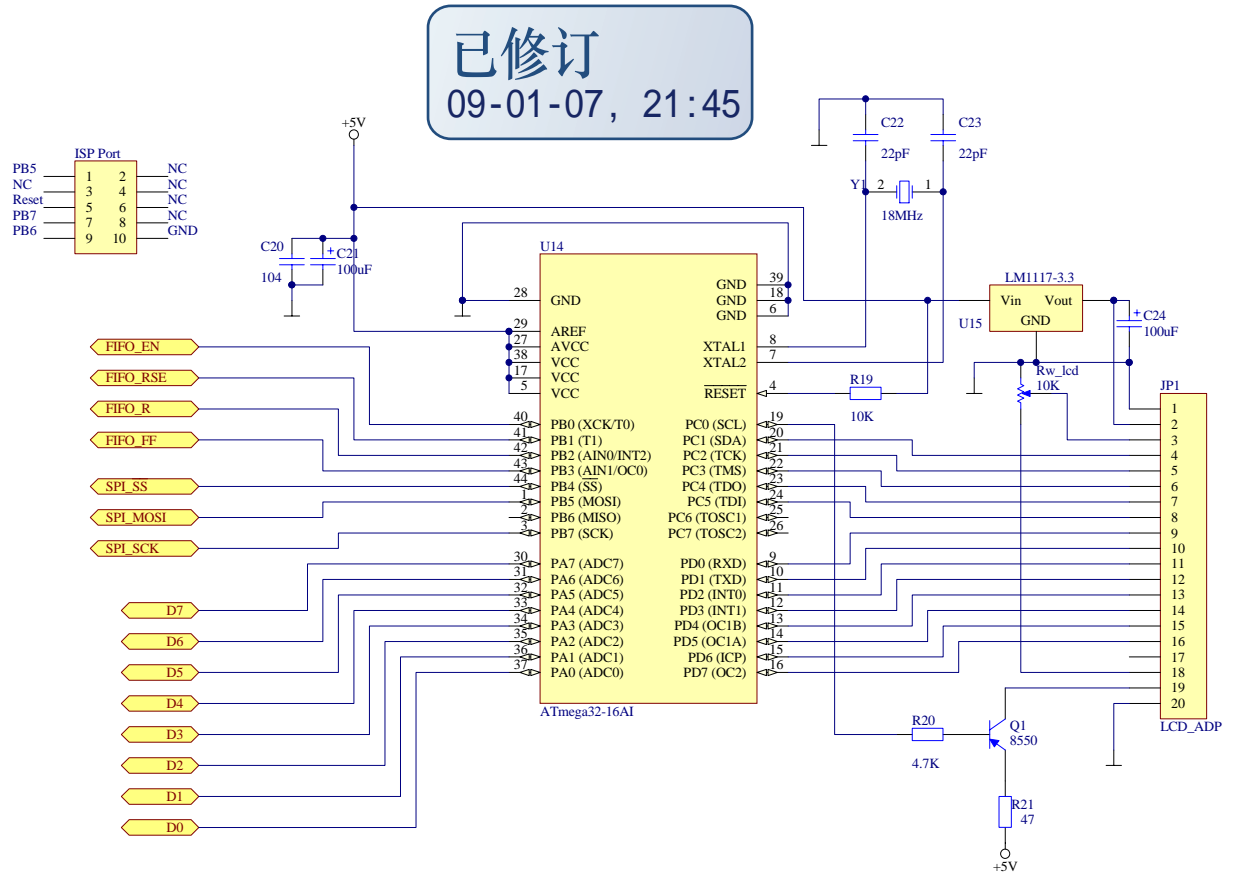 已修订
09-01-07, 21:45
+5V
ISP Port
PB5 1 2 NC
NC 3 4 NC
Reset 5 6 NC
PB7 7 8 NC
PB6 9 10 GND
C20
104
C21
+
100uF
C22
22pF
C23
22pF
Y1 2 1
18MHz
LM1117-3.3
Vin Vout
GND
U15
+
C24
100uF
Rw_lcd
10K
R19
10K
U14
28 GND
29 AREF
27 AVCC
38 VCC
17 VCC
5 VCC
40 PB0 (XCK/T0)
41 PB1 (T1)
42 PB2 (AIN0/INT2)
43 PB3 (AIN1/OC0)
44 PB4 (SS)
1 PB5 (MOSI)
2 PB6 (MISO)
3 PB7 (SCK)
30 PA7 (ADC7)
31 PA6 (ADC6)
32 PA5 (ADC5)
33 PA4 (ADC4)
34 PA3 (ADC3)
35 PA2 (ADC2)
36 PA1 (ADC1)
37 PA0 (ADC0)
GND 39
GND 18
GND 6
XTAL1 8
XTAL2 7
RESET 4
PC0 (SCL) 19
PC1 (SDA) 20
PC2 (TCK) 21
PC3 (TMS) 22
PC4 (TDO) 23
PC5 (TDI) 24
PC6 (TOSC1) 25
PC7 (TOSC2) 26
PD0 (RXD) 9
PD1 (TXD) 10
PD2 (INT0) 11
PD3 (INT1) 12
PD4 (OC1B) 13
PD5 (OC1A) 14
PD6 (ICP) 15
PD7 (OC2) 16
ATmega32-16AI
FIFO_EN
FIFO_RSE
FIFO_R
FIFO_FF
SPI_SS
SPI_MOSI
SPI_SCK
D7
D6
D5
D4
D3
D2
D1
D0
JP1
1
2
3
4
5
6
7
8
9
10
11
12
13
14
15
16
17
18
19
20
LCD_ADP
R20
4.7K
Q1
8550
R21
47
+5V